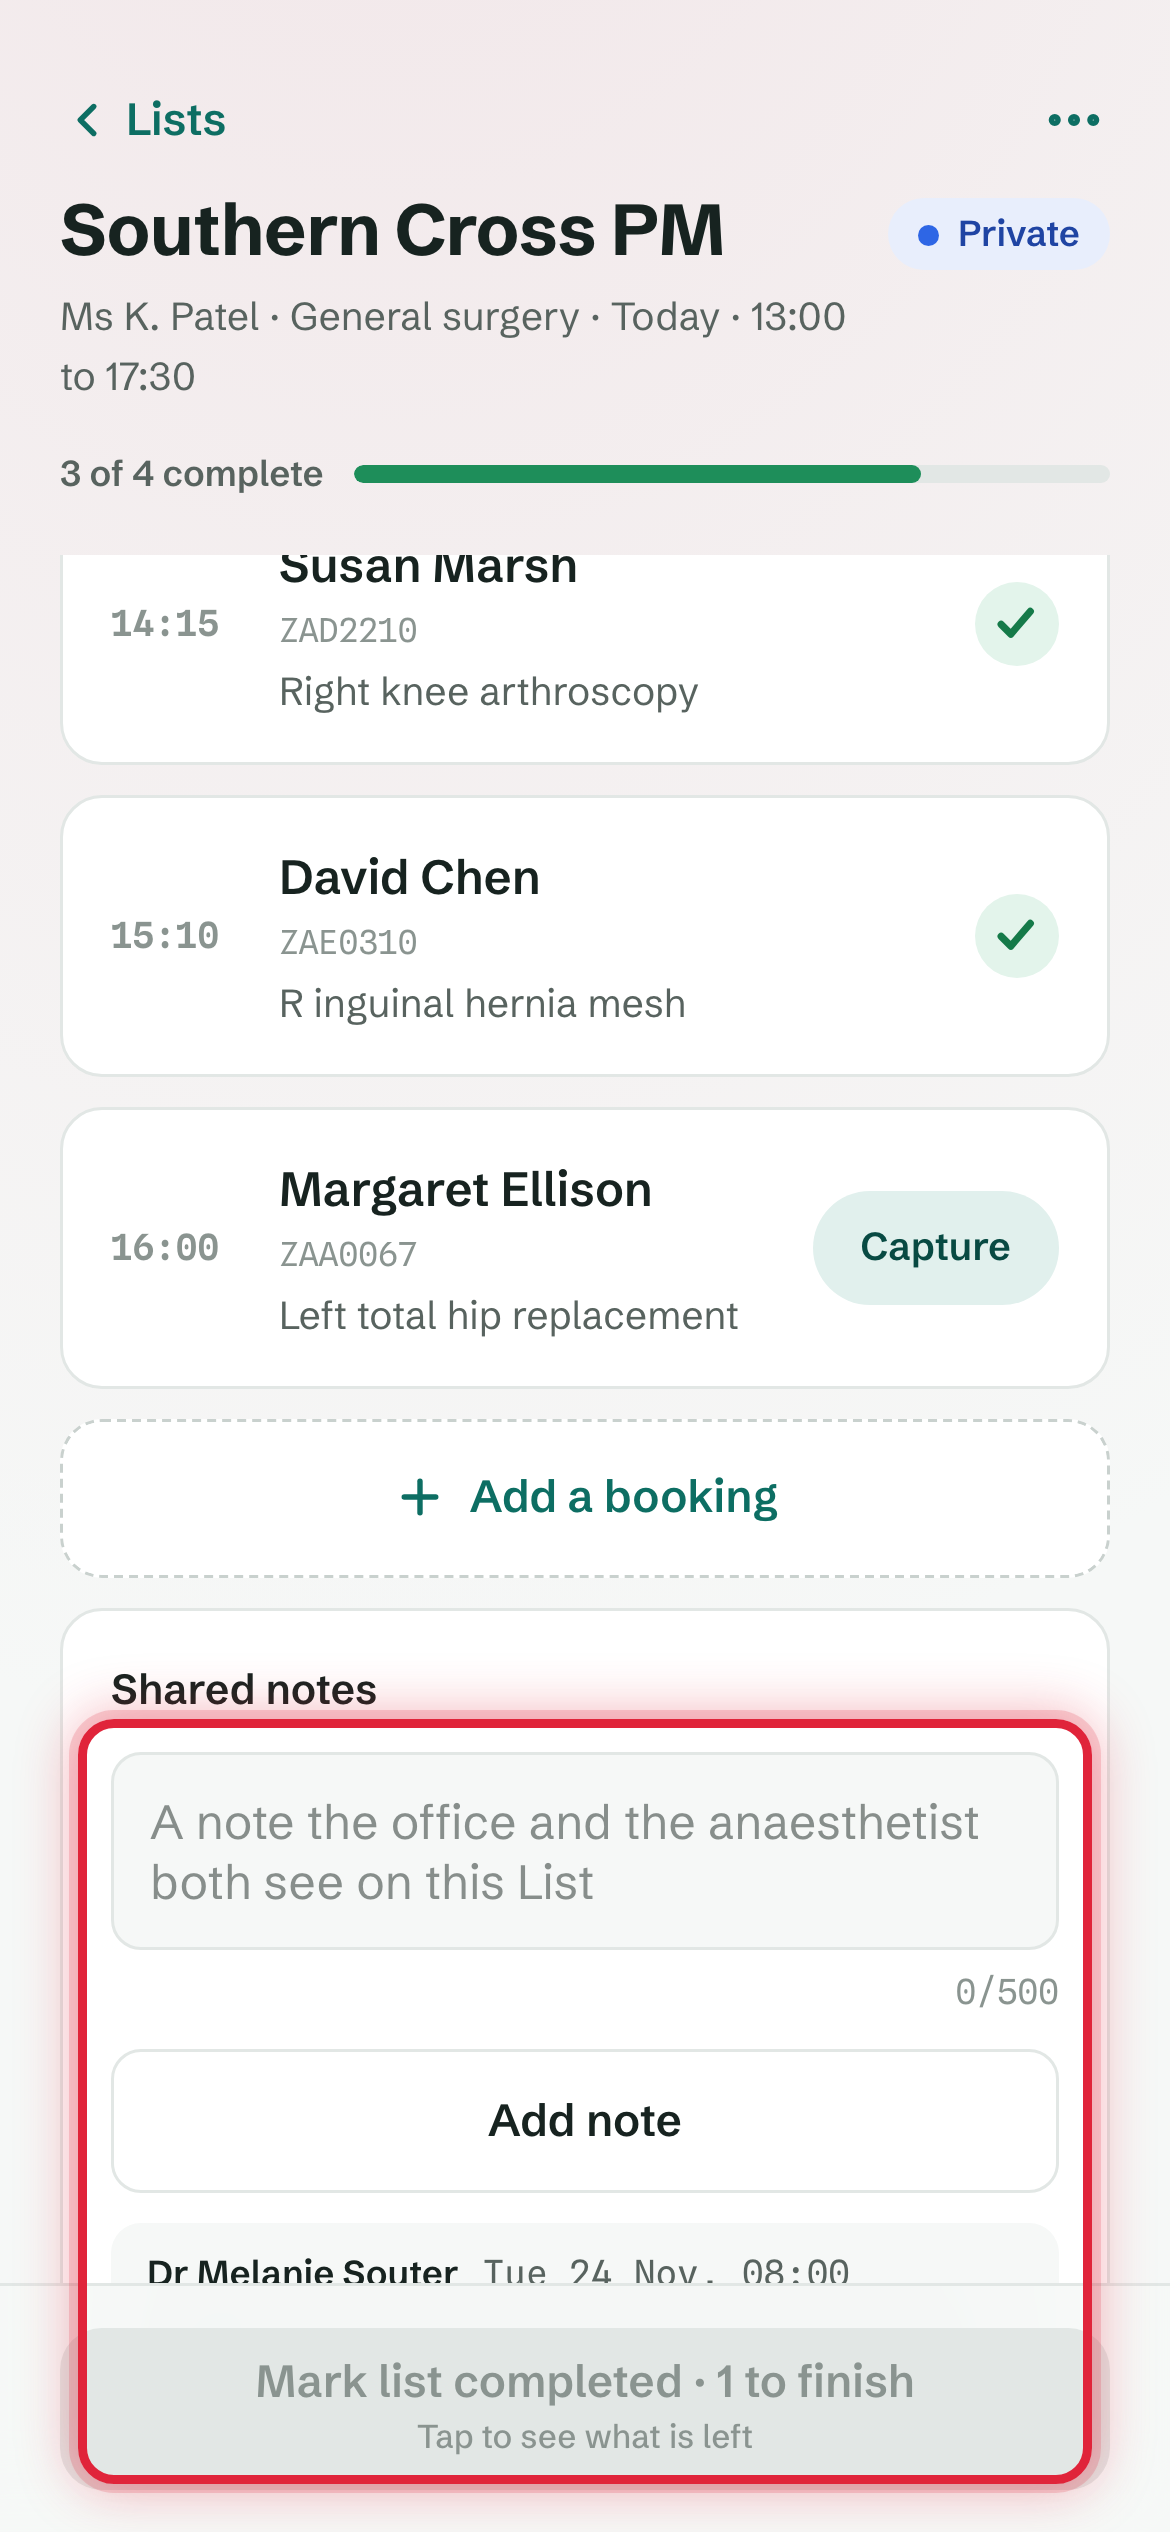 Lists
Southern Cross PM
Private
Ms K. Patel · General surgery · Today · 13:00
to 17:30
3 of 4 complete
Susan Marsh
14:15
ZAD2210
Right knee arthroscopy
David Chen
15:10
ZAE0310
R inguinal hernia mesh
Margaret Ellison
16:00
ZAA0067
Left total hip replacement
Capture
Add a booking
Shared notes
A note the office and the anaesthetist
both see on this List
0/500
Add note
Dr Melanie Souter Tue 24 Nov, 08:00
Mark list completed · 1 to finish
Tap to see what is left